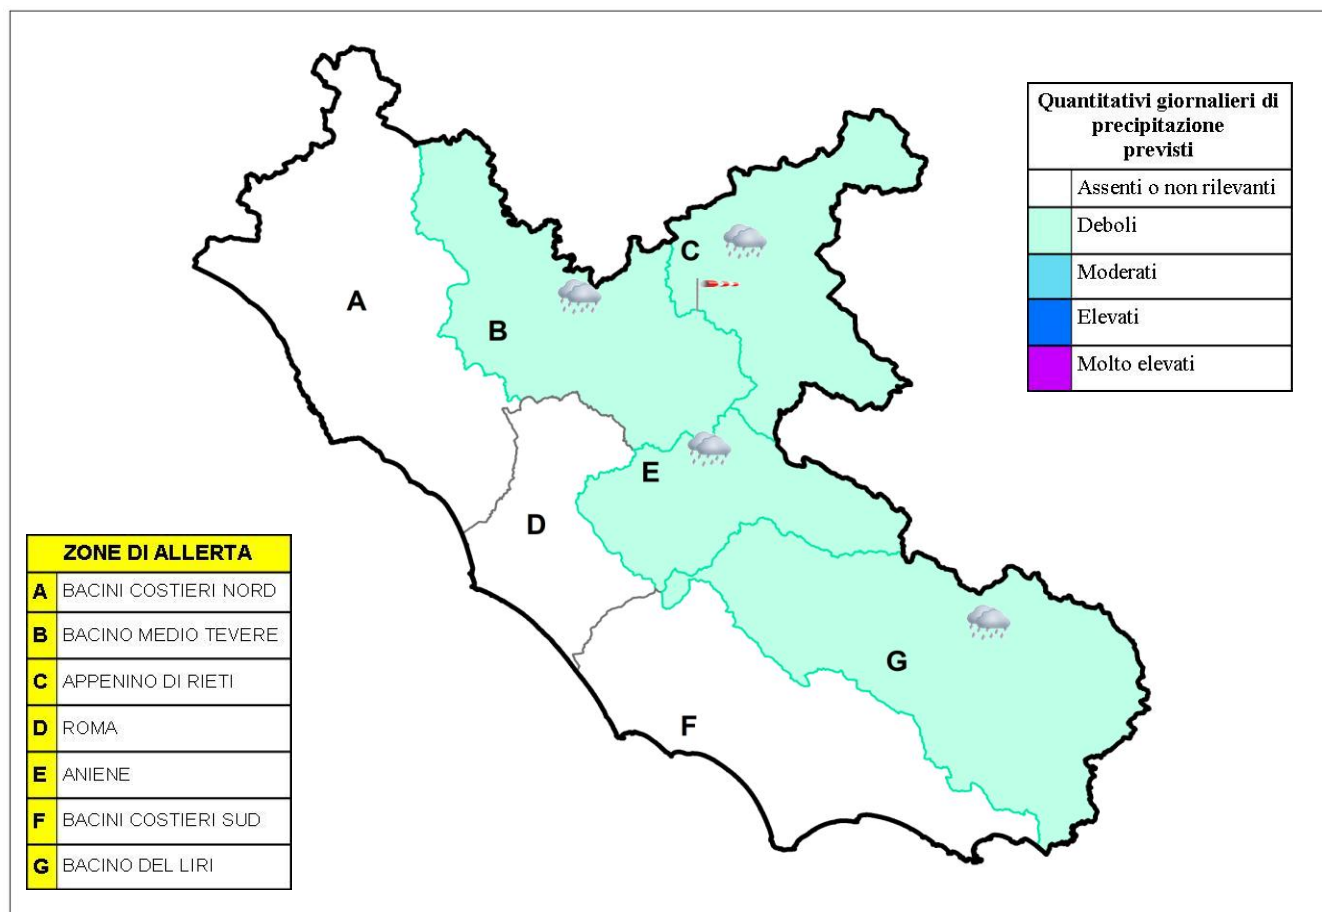 Quantitativi giornalieri di
precipitazione
previsti
Assenti o non rilevanti
Deboli
Moderati
Elevati
Molto elevati
C
A
B
E
D
G
F
ZONE DI ALLERTA
A BACINI COSTIERI NORD
B BACINO MEDIO TEVERE
C APPENINO DI RIETI
D ROMA
E ANIENE
F BACINI COSTIERI SUD
G BACINO DEL LIRI